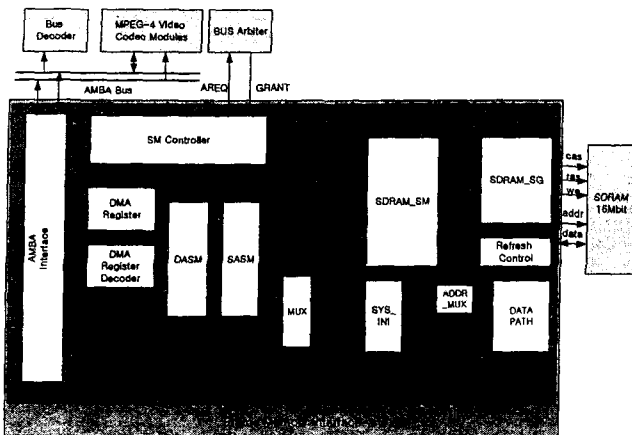 Bus
Decoder
MPEG-4 Video
Codec Modules
BUS Arbiter
AMBA Bus
AREQ
GRANT
SM Controller
AMBA
Interface
DMA
Register
DMA
Register
Decoder
DASM
SASM
MUX
SDRAM_SM
SYS_
INI
ADDR
_MUX
SDRAM_SG
Refresh
Control
DATA
PATH
cas
ras
we
addr
data
SDRAM
16Mbit